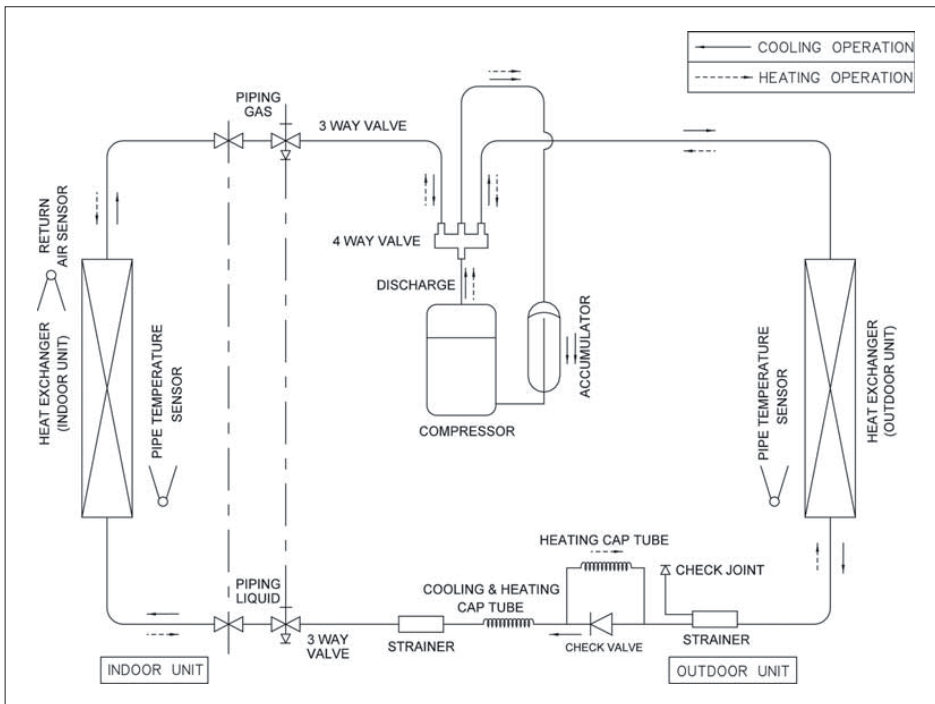 COOLING OPERATION
HEATING OPERATION
PIPING
GAS
3 WAY VALVE
RETURN
AIR SENSOR
4 WAY VALVE
DISCHARGE
ACCUMULATOR
HEAT EXCHANGER
(INDOOR UNIT)
PIPE TEMPERATURE
SENSOR
COMPRESSOR
PIPE TEMPERATURE
SENSOR
HEAT EXCHANGER
(OUTDOOR UNIT)
HEATING CAP TUBE
CHECK JOINT
PIPING
LIQUID
COOLING & HEATING
CAP TUBE
3 WAY
VALVE
STRAINER
CHECK VALVE
STRAINER
INDOOR UNIT
OUTDOOR UNIT